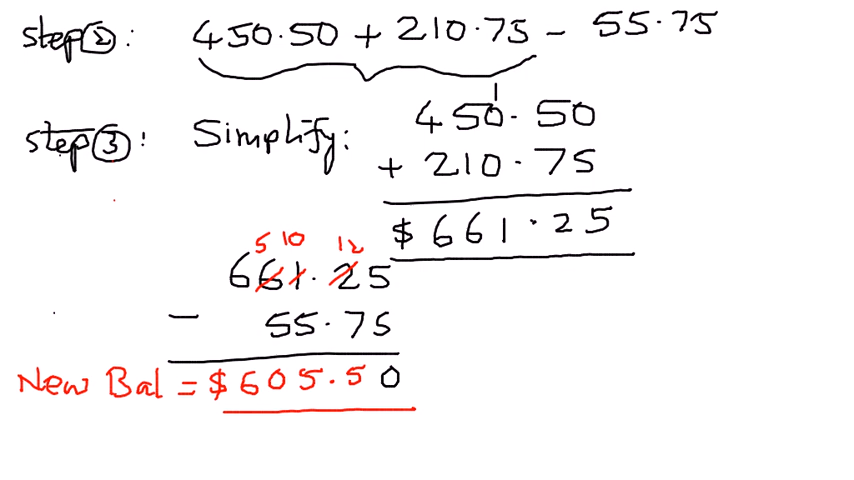 step②: 450.50 + 210.75 - 55.75
step③: Simplify:
1
450.50
+ 210.75
$661.25
5 10 12
661.25
- 55.75
New Bal = $605.50